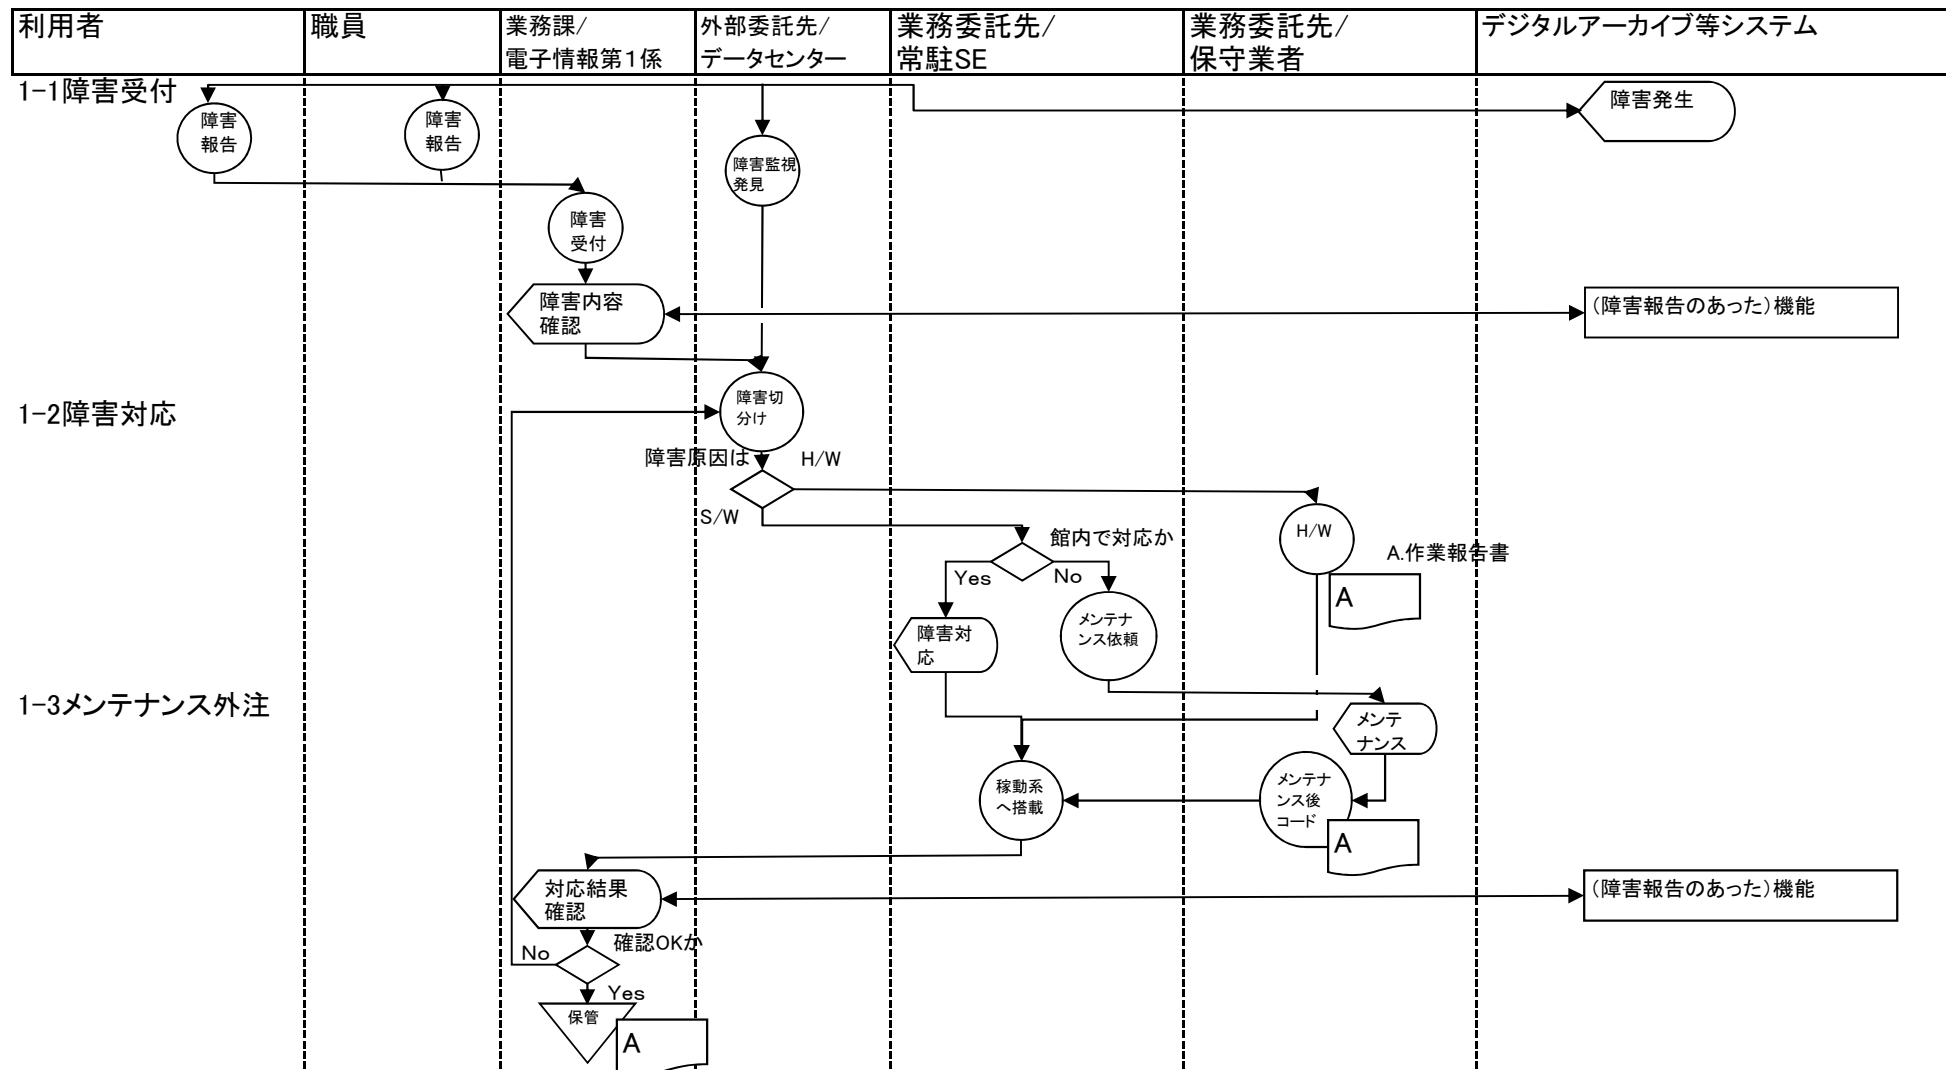 利用者
職員
業務課/
電子情報第1係
外部委託先/
データセンター
業務委託先/
常駐SE
業務委託先/
保守業者
デジタルアーカイブ等システム
1-1障害受付
障害
報告
障害
報告
障害監視
発見
障害発生
障害
受付
障害内容
確認
(障害報告のあった)機能
1-2障害対応
障害切
分け
障害原因は
H/W
S/W
館内で対応か
Yes
No
H/W
A.作業報告書
A
障害対
応
メンテナ
ンス依頼
1-3メンテナンス外注
メンテ
ナンス
稼動系
へ搭載
メンテナ
ンス後
コード
A
対応結果
確認
(障害報告のあった)機能
確認OKか
No
Yes
保管
A